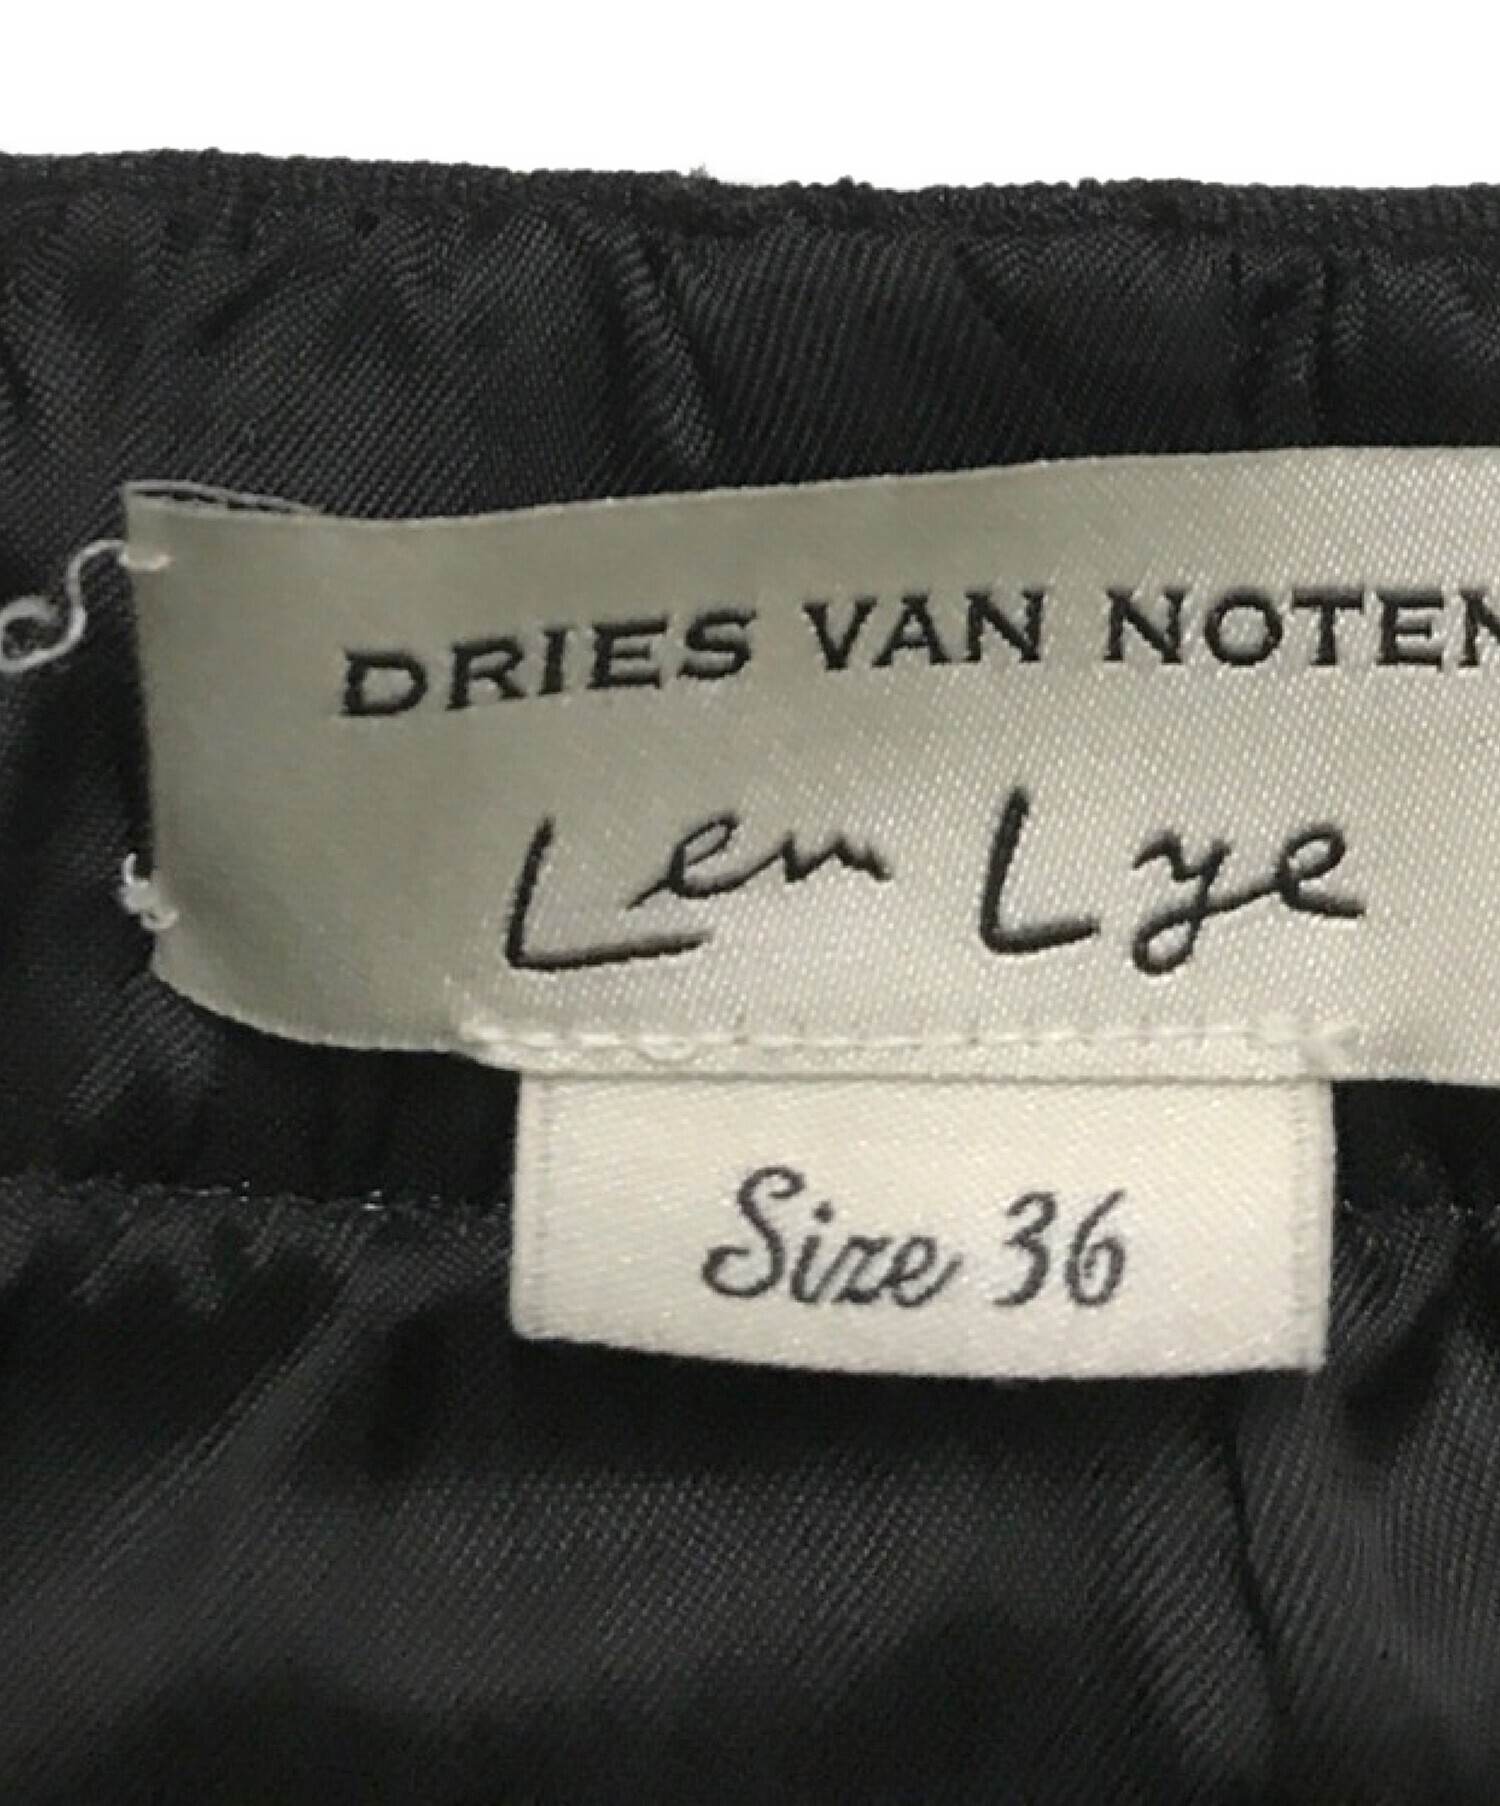 DRIES VAN NOTEN
Len Lye
Size 36